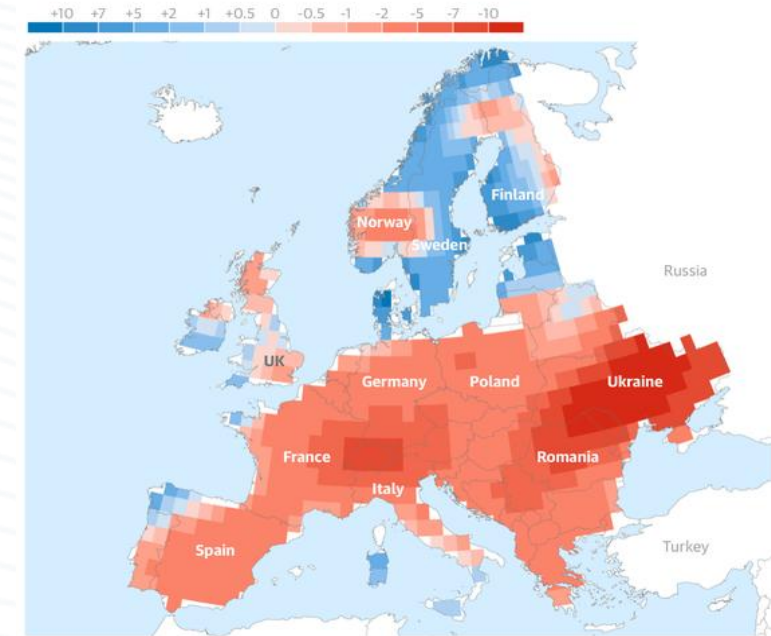 +10 +7 +5 +2 +1 +0.5 0 -0.5 -1 -2 -5 -7 -10
Finland
Norway
Sweden
Russia
UK
Germany Poland Ukraine
France Romania
Italy
Spain
Turkey